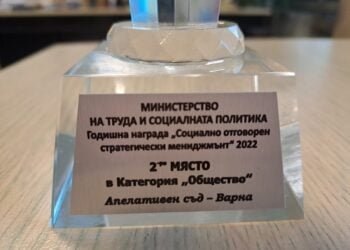 МИНИСТЕРСТВО
НА ТРУДА И СОЦИАЛНАТА ПОЛИТИКА
Годишна награда „Социално отговорен
стратегически мениджмънт“ 2022
2ро МЯСТО
в Категория „Общество“
Апелативен съд – Варна